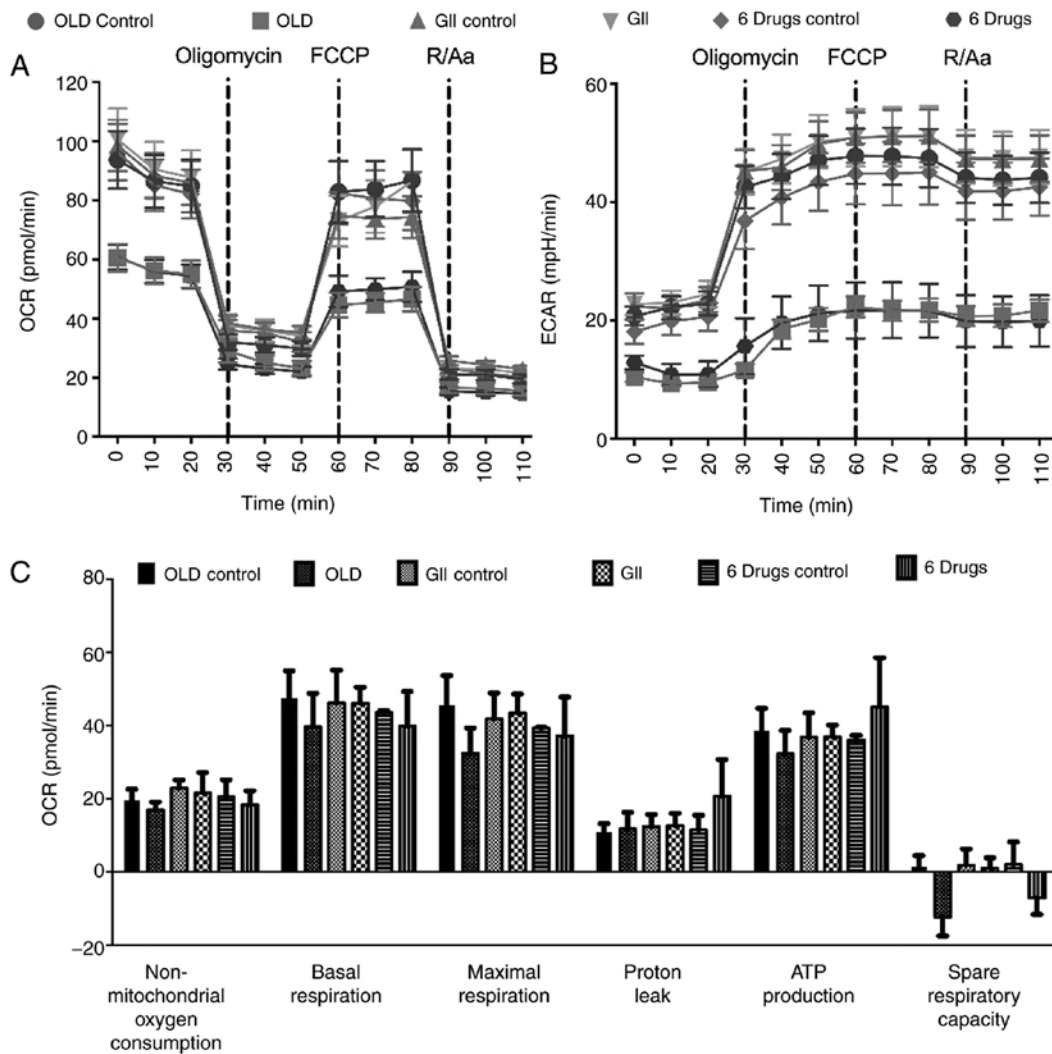 OLD Control OLD GII control GII 6 Drugs control 6 Drugs
A
Oligomycin FCCP R/Aa
120
100
80
60
40
20
0
OCR (pmol/min)
0 10 20 30 40 50 60 70 80 90 100 110
Time (min)
B
Oligomycin FCCP R/Aa
60
40
20
0
ECAR (mpH/min)
0 10 20 30 40 50 60 70 80 90 100 110
Time (min)
C
OLD control OLD GII control GII 6 Drugs control 6 Drugs
80
60
40
20
0
−20
OCR (pmol/min)
Non-
mitochondrial
oxygen
consumption
Basal
respiration
Maximal
respiration
Proton
leak
ATP
production
Spare
respiratory
capacity